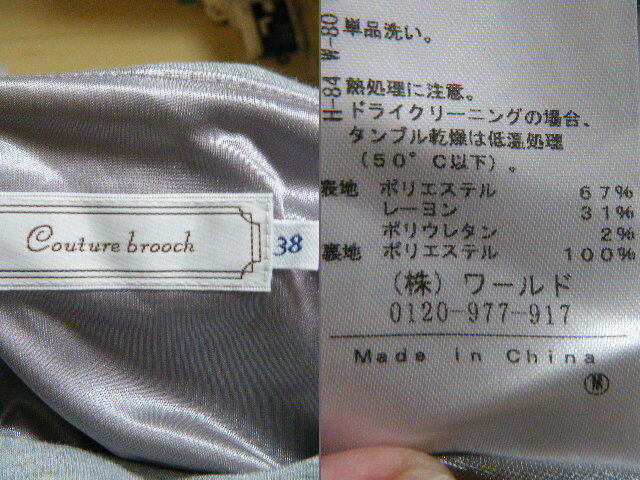 Couture brooch
38
W-80
H-84
単品洗い。
熱処理に注意。
ドライクリーニングの場合、
タンブル乾燥は低温処理
(50°C以下)。
表地 ポリエステル 67%
レーヨン 31%
ポリウレタン 2%
裏地 ポリエステル 100%
(株) ワールド
0120-977-917
Made in China
M